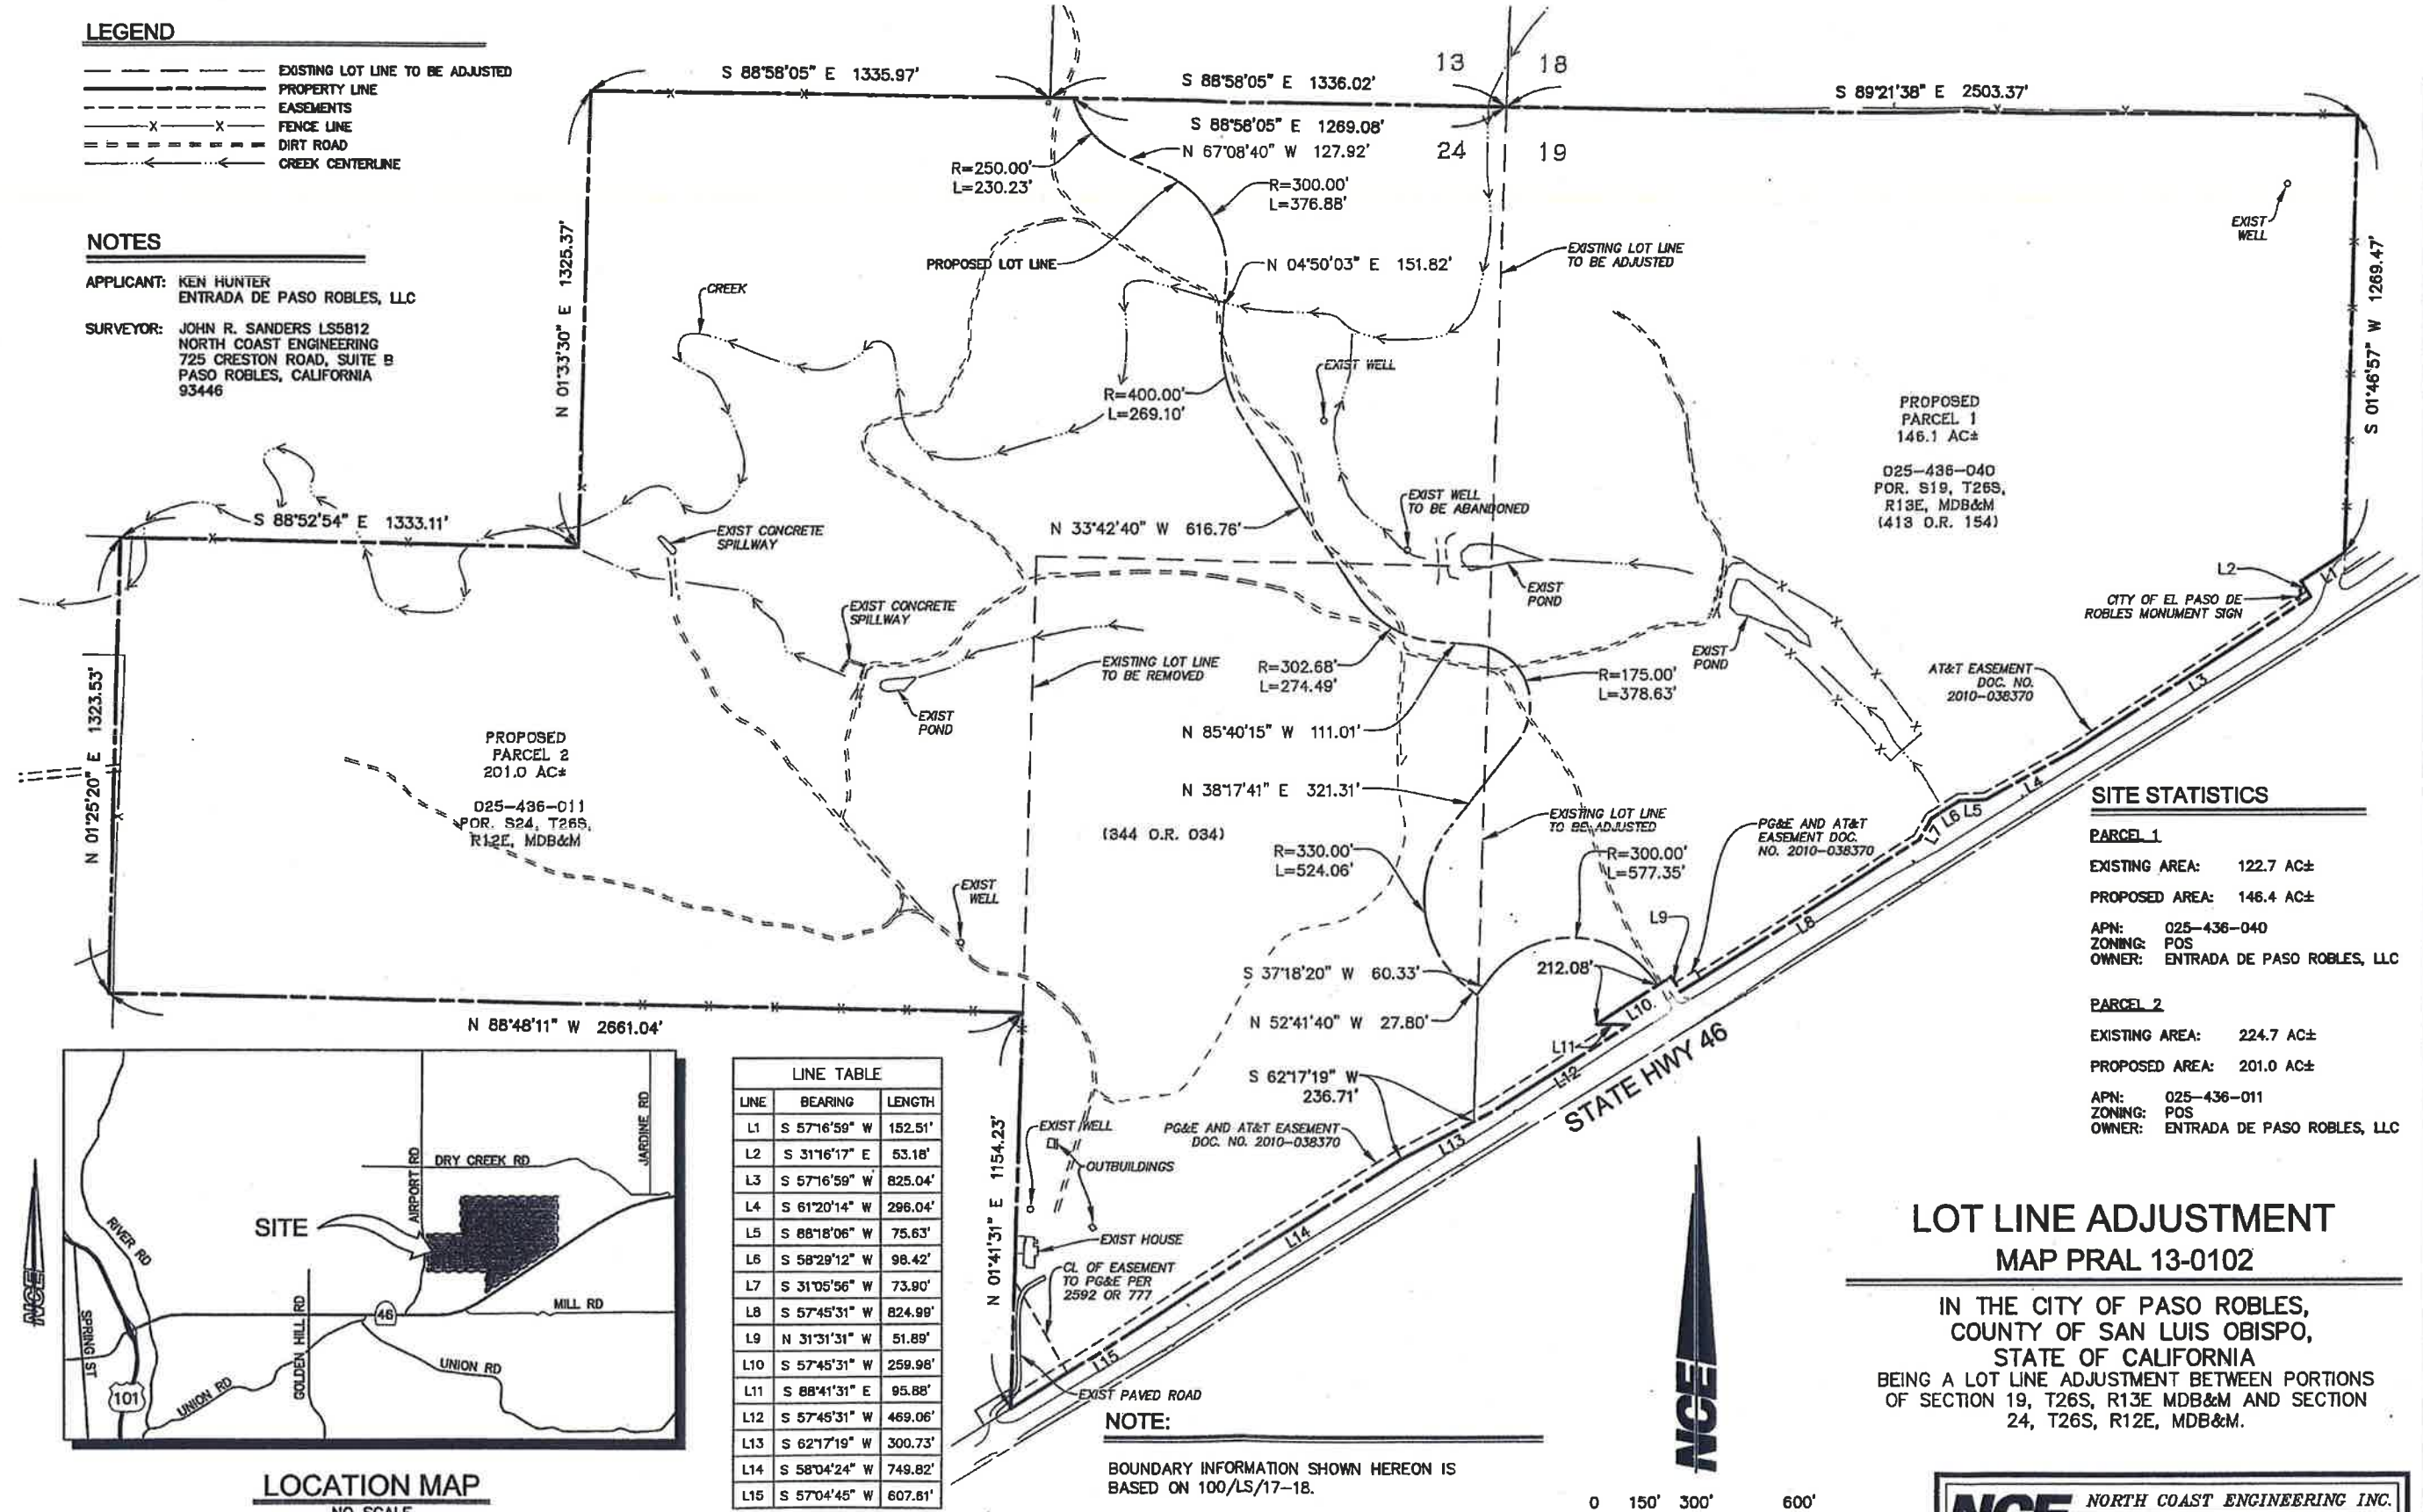 LEGEND
EXISTING LOT LINE TO BE ADJUSTED
PROPERTY LINE
EASEMENTS
FENCE LINE
DIRT ROAD
CREEK CENTERLINE
NOTES
APPLICANT: KEN HUNTER
ENTRADA DE PASO ROBLES, LLC
SURVEYOR: JOHN R. SANDERS LS5812
NORTH COAST ENGINEERING
725 CRESTON ROAD, SUITE B
PASO ROBLES, CALIFORNIA
93446
S 88°58'05" E 1335.97'
S 88°58'05" E 1336.02'
13 18
S 89°21'38" E 2503.37'
S 88°58'05" E 1269.08'
N 67°08'40" W 127.92'
24 19
R=250.00'
L=230.23'
R=300.00'
L=376.88'
EXIST
WELL
N 01°33'30" E 1325.37'
PROPOSED LOT LINE
N 04°50'03" E 151.82'
EXISTING LOT LINE
TO BE ADJUSTED
S 01°46'57" W 1269.47'
CREEK
EXIST WELL
R=400.00'
L=269.10'
PROPOSED
PARCEL 1
146.1 AC±
025-436-040
POR. S19, T26S,
R13E, MDB&M
(413 O.R. 154)
S 88°52'54" E 1333.11'
EXIST CONCRETE
SPILLWAY
EXIST WELL
TO BE ABANDONED
N 33°42'40" W 616.76'
EXIST
POND
L2
L1
CITY OF EL PASO DE
ROBLES MONUMENT SIGN
EXIST CONCRETE
SPILLWAY
EXISTING LOT LINE
TO BE REMOVED
R=302.68'
L=274.49'
R=175.00'
L=378.63'
EXIST
POND
AT&T EASEMENT
DOC. NO.
2010-038370
L3
EXIST
POND
N 01°25'20" E 1323.53'
PROPOSED
PARCEL 2
201.0 AC±
025-436-011
POR. S24, T26S,
R12E, MDB&M
N 85°40'15" W 111.01'
N 38°17'41" E 321.31'
(344 O.R. 034)
EXISTING LOT LINE
TO BE ADJUSTED
PG&E AND AT&T
EASEMENT DOC.
NO. 2010-038370
L4
L5
L6
L7
R=330.00'
L=524.06'
R=300.00'
L=577.35'
EXIST
WELL
L9
L8
S 37°18'20" W 60.33'
212.08'
N 52°41'40" W 27.80'
L10
L11
L12
S 62°17'19" W
236.71'
STATE HWY 46
N 88°48'11" W 2661.04'
SITE STATISTICS
PARCEL 1
EXISTING AREA: 122.7 AC±
PROPOSED AREA: 146.4 AC±
APN: 025-436-040
ZONING: POS
OWNER: ENTRADA DE PASO ROBLES, LLC
PARCEL 2
EXISTING AREA: 224.7 AC±
PROPOSED AREA: 201.0 AC±
APN: 025-436-011
ZONING: POS
OWNER: ENTRADA DE PASO ROBLES, LLC
EXIST WELL
PG&E AND AT&T EASEMENT
DOC. NO. 2010-038370
L13
OUTBUILDINGS
N 01°41'31" E 1154.23'
EXIST HOUSE
L14
CL OF EASEMENT
TO PG&E PER
2592 OR 777
L15
EXIST PAVED ROAD
NCE
SITE
RIVER RD
AIRPORT RD
DRY CREEK RD
JARDINE RD
SPRING ST
GOLDEN HILL RD
46
MILL RD
UNION RD
UNION RD
101
LOCATION MAP
NO SCALE
LINE TABLE
LINE BEARING LENGTH
L1 S 57°16'59" W 152.51'
L2 S 31°16'17" E 53.18'
L3 S 57°16'59" W 825.04'
L4 S 61°20'14" W 296.04'
L5 S 88°18'06" W 75.63'
L6 S 58°29'12" W 98.42'
L7 S 31°05'56" W 73.90'
L8 S 57°45'31" W 824.99'
L9 N 31°31'31" W 51.89'
L10 S 57°45'31" W 259.98'
L11 S 88°41'31" E 95.88'
L12 S 57°45'31" W 469.06'
L13 S 62°17'19" W 300.73'
L14 S 58°04'24" W 749.82'
L15 S 57°04'45" W 607.61'
NOTE:
BOUNDARY INFORMATION SHOWN HEREON IS
BASED ON 100/LS/17-18.
NCE
0 150' 300' 600'
LOT LINE ADJUSTMENT
MAP PRAL 13-0102
IN THE CITY OF PASO ROBLES,
COUNTY OF SAN LUIS OBISPO,
STATE OF CALIFORNIA
BEING A LOT LINE ADJUSTMENT BETWEEN PORTIONS
OF SECTION 19, T26S, R13E MDB&M AND SECTION
24, T26S, R12E, MDB&M.
NCE NORTH COAST ENGINEERING INC.